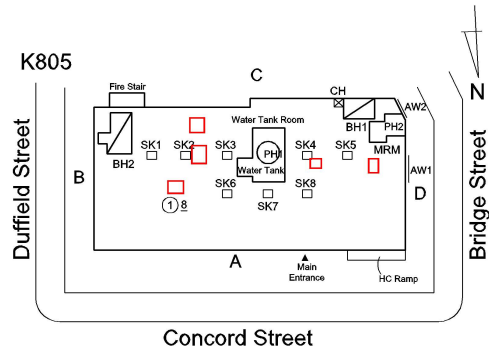 K805
C
N
Fire Stair
CH
AW2
Water Tank Room
BH1
PH2
BH2
SK1
SK2
SK3
PH1
SK4
SK5
MRM
Water Tank
AW1
Duffield Street
B
D
Bridge Street
1 8
SK6
SK7
SK8
A
Main
Entrance
HC Ramp
Concord Street